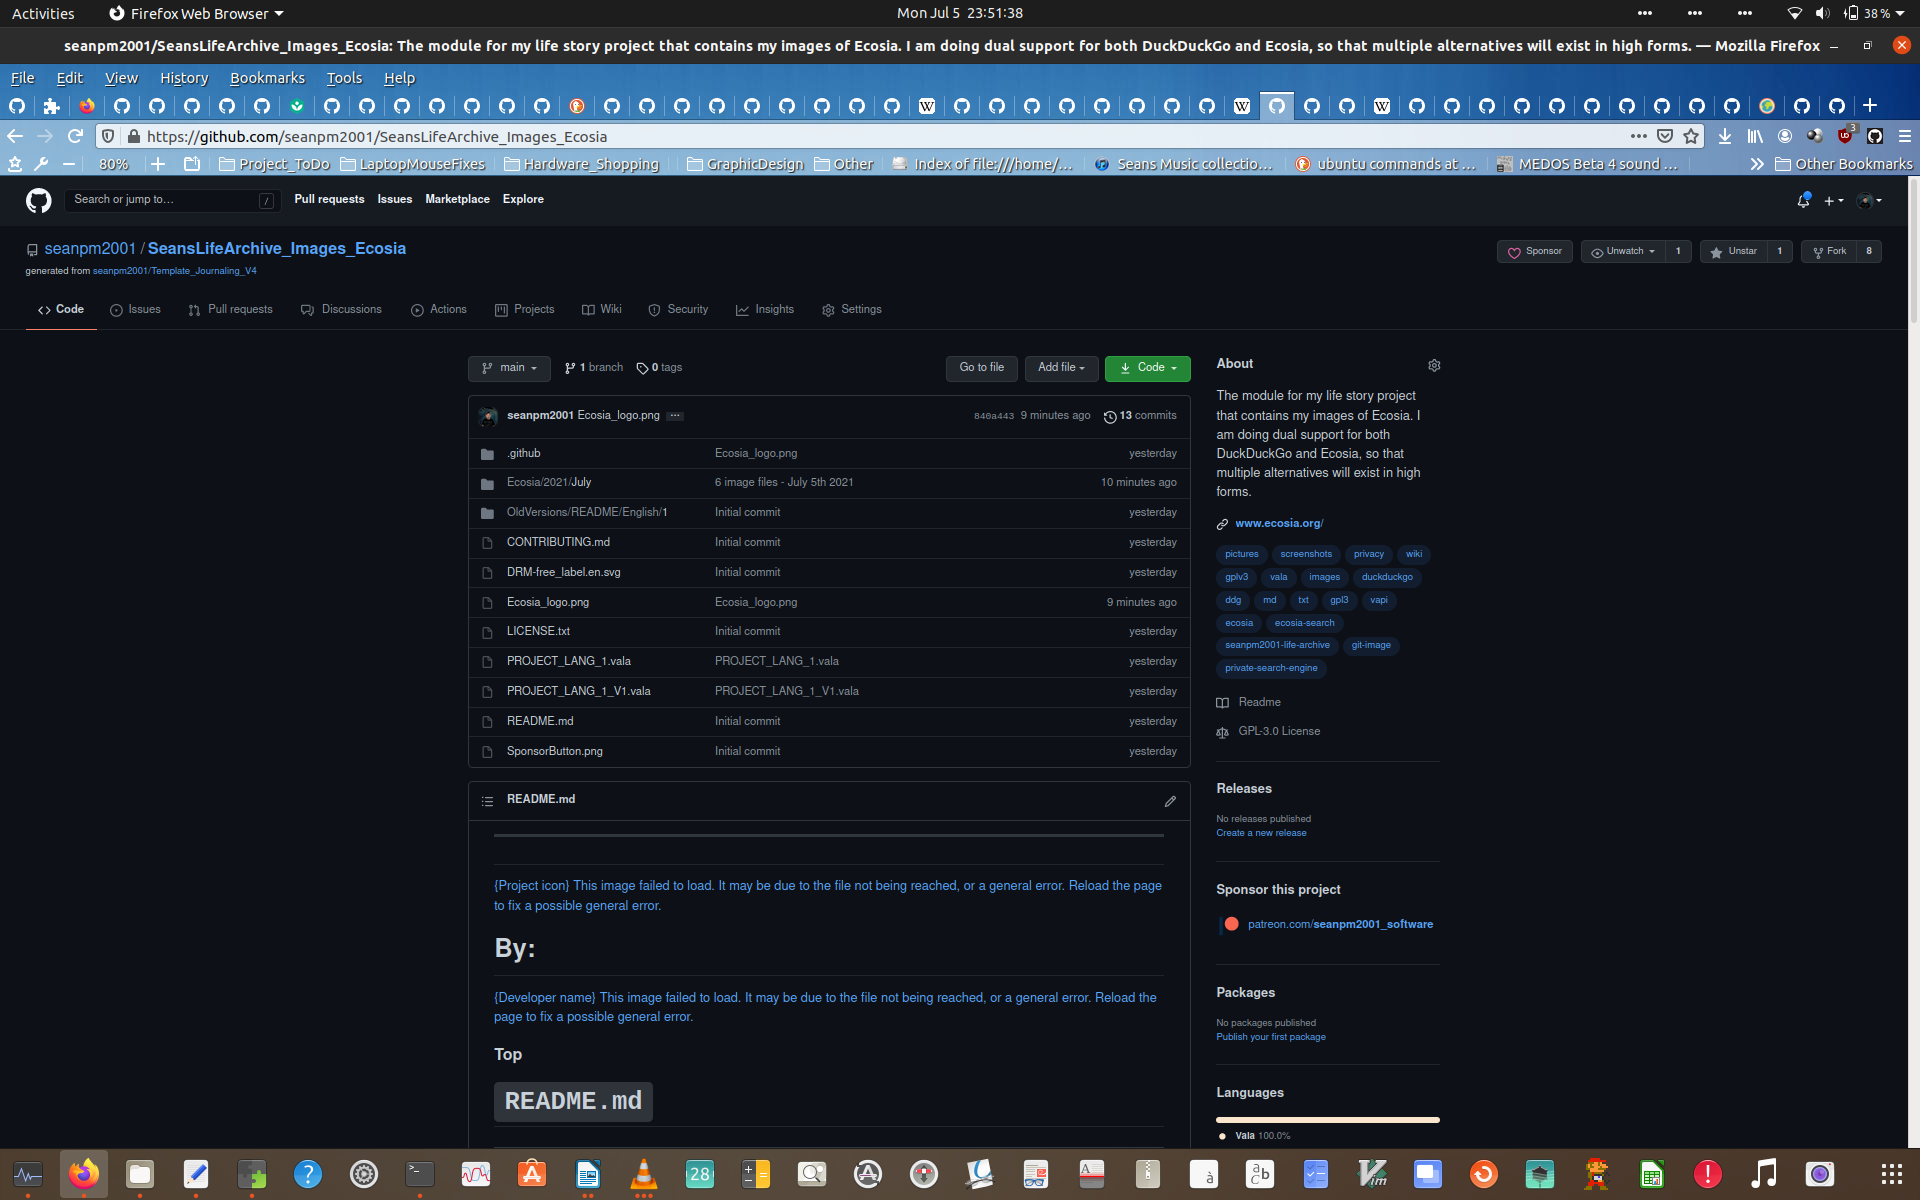 Activities Firefox Web Browser Mon Jul 5 23:51:38 38 %
seanpm2001/SeansLifeArchive_Images_Ecosia: The module for my life story project that contains my images of Ecosia. I am doing dual support for both DuckDuckGo and Ecosia, so that multiple alternatives will exist in high forms. — Mozilla Firefox
File Edit View History Bookmarks Tools Help
https://github.com/seanpm2001/SeansLifeArchive_Images_Ecosia 3
80% Project_ToDo LaptopMouseFixes Hardware_Shopping GraphicDesign Other Index of file:///home/… Seans Music collectio… ubuntu commands at … MEDOS Beta 4 sound … Other Bookmarks
Search or jump to… / Pull requests Issues Marketplace Explore
seanpm2001 / SeansLifeArchive_Images_Ecosia
Sponsor Unwatch 1 Unstar 1 Fork 8
generated from seanpm2001/Template_Journaling_V4
Code Issues Pull requests Discussions Actions Projects Wiki Security Insights Settings
main 1 branch 0 tags Go to file Add file Code
seanpm2001 Ecosia_logo.png ... 840a443 9 minutes ago 13 commits
.github Ecosia_logo.png yesterday
Ecosia/2021/July 6 image files - July 5th 2021 10 minutes ago
OldVersions/README/English/1 Initial commit yesterday
CONTRIBUTING.md Initial commit yesterday
DRM-free_label.en.svg Initial commit yesterday
Ecosia_logo.png Ecosia_logo.png 9 minutes ago
LICENSE.txt Initial commit yesterday
PROJECT_LANG_1.vala PROJECT_LANG_1.vala yesterday
PROJECT_LANG_1_V1.vala PROJECT_LANG_1_V1.vala yesterday
README.md Initial commit yesterday
SponsorButton.png Initial commit yesterday
README.md
{Project icon} This image failed to load. It may be due to the file not being reached, or a general error. Reload the page
to fix a possible general error.
By:
{Developer name} This image failed to load. It may be due to the file not being reached, or a general error. Reload the
page to fix a possible general error.
Top
README.md
About
The module for my life story project
that contains my images of Ecosia. I
am doing dual support for both
DuckDuckGo and Ecosia, so that
multiple alternatives will exist in high
forms.
www.ecosia.org/
pictures screenshots privacy wiki
gplv3 vala images duckduckgo
ddg md txt gpl3 vapi
ecosia ecosia-search
seanpm2001-life-archive git-image
private-search-engine
Readme
GPL-3.0 License
Releases
No releases published
Create a new release
Sponsor this project
patreon.com/seanpm2001_software
Packages
No packages published
Publish your first package
Languages
Vala 100.0%
28